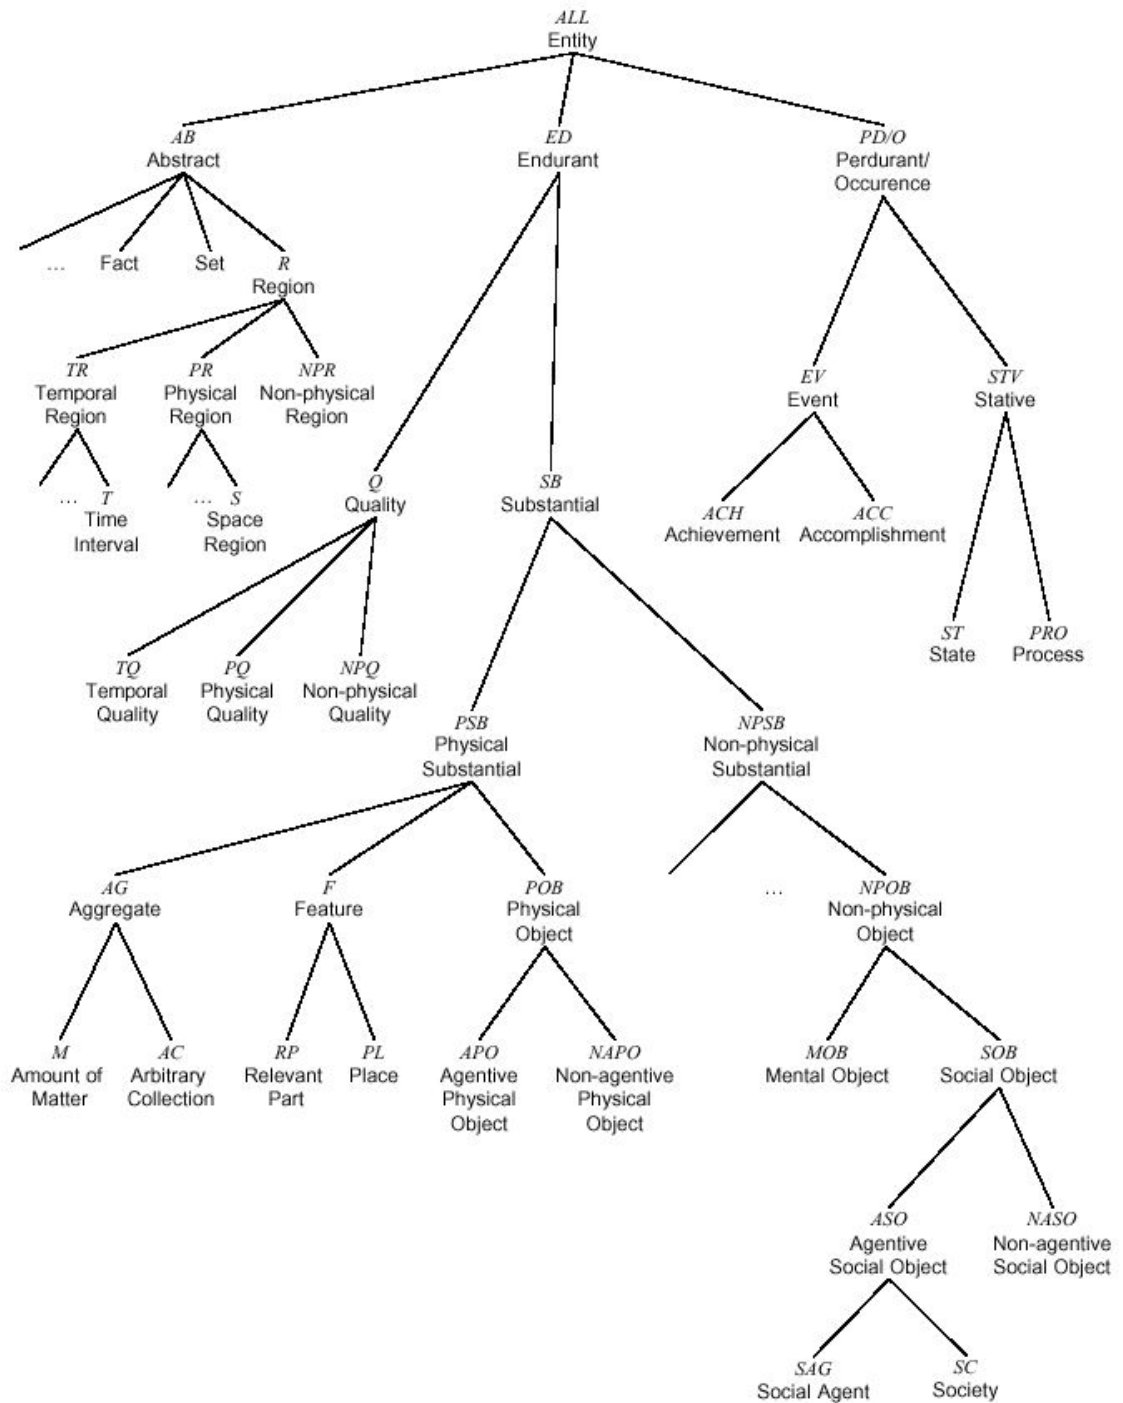 ALL
Entity
AB
Abstract
ED
Endurant
PD/O
Perdurant/
Occurence
...
Fact
Set
R
Region
TR
Temporal
Region
PR
Physical
Region
NPR
Non-physical
Region
EV
Event
STV
Stative
... T
Time
Interval
... S
Space
Region
Q
Quality
SB
Substantial
ACH
Achievement
ACC
Accomplishment
ST
State
PRO
Process
TQ
Temporal
Quality
PQ
Physical
Quality
NPQ
Non-physical
Quality
PSB
Physical
Substantial
NPSB
Non-physical
Substantial
AG
Aggregate
F
Feature
POB
Physical
Object
...
NPOB
Non-physical
Object
M
Amount of
Matter
AC
Arbitrary
Collection
RP
Relevant
Part
PL
Place
APO
Agentive
Physical
Object
NAPO
Non-agentive
Physical
Object
MOB
Mental Object
SOB
Social Object
ASO
Agentive
Social Object
NASO
Non-agentive
Social Object
SAG
Social Agent
SC
Society